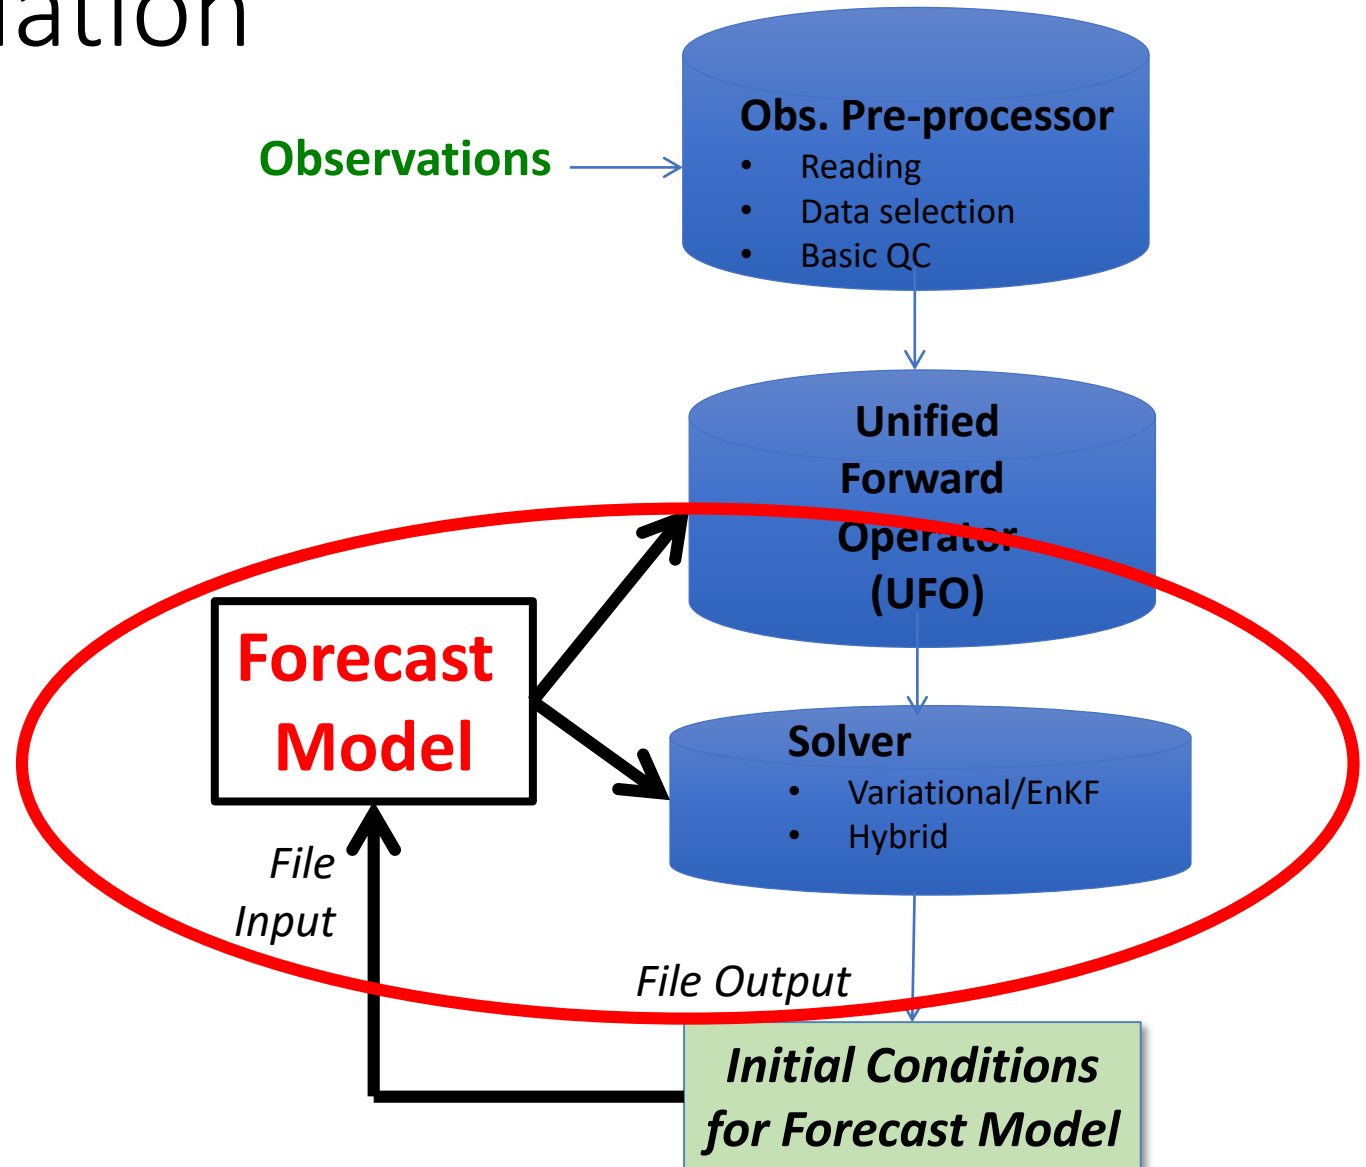 Observations
Obs. Pre-processor
• Reading
• Data selection
• Basic QC
Unified
Forward
Operator
(UFO)
Forecast
Model
Solver
• Variational/EnKF
• Hybrid
File
Input
File Output
Initial Conditions
for Forecast Model